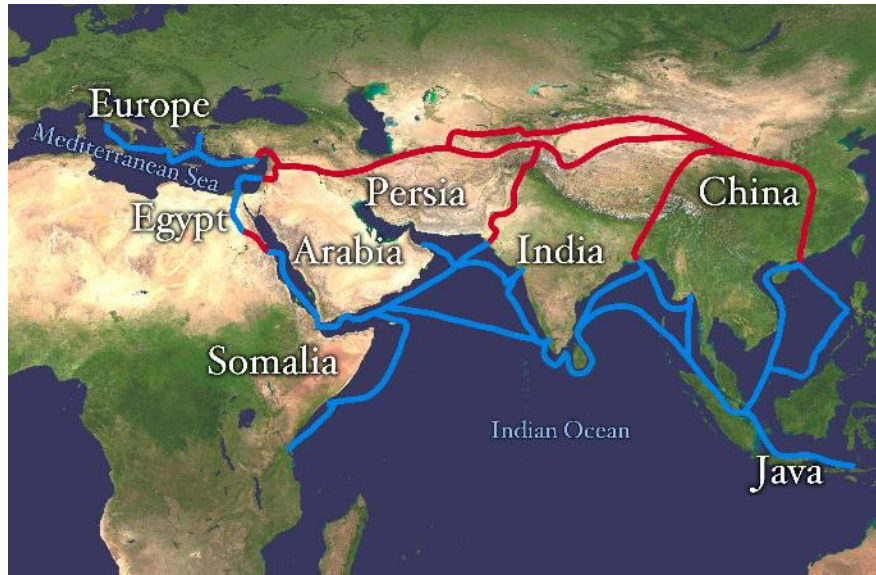 Europe
Mediterranean Sea
Egypt
Persia
China
Arabia
India
Somalia
Indian Ocean
Java